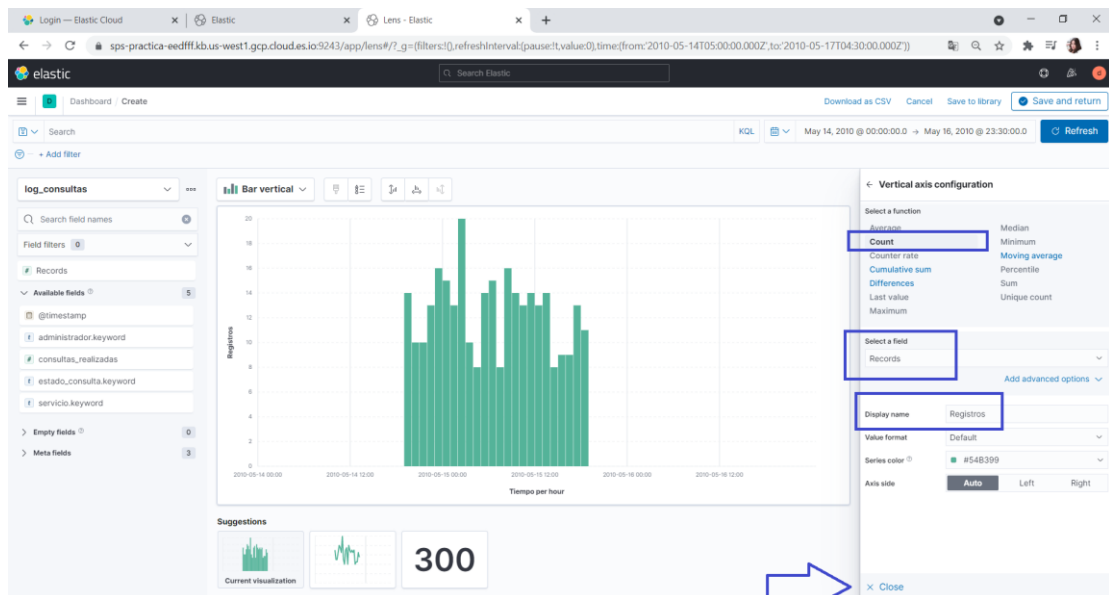 Login — Elastic Cloud
Elastic
Lens - Elastic
sps-practica-eedfff.kb.us-west1.gcp.cloud.es.io:9243/app/lens#/?_g=(filters:!(),refreshInterval:(pause:!t,value:0),time:(from:'2010-05-14T05:00:00.000Z',to:'2010-05-17T04:30:00.000Z'))
elastic
Search Elastic
d
D
Dashboard / Create
Download as CSV
Cancel
Save to library
Save and return
Search
KQL
May 14, 2010 @ 00:00:00.0 → May 16, 2010 @ 23:30:00.0
Refresh
+ Add filter
log_consultas
Search field names
Field filters 0
# Records
Available fields 5
@timestamp
t administrador.keyword
# consultas_realizadas
t estado_consulta.keyword
t servicio.keyword
Empty fields 0
Meta fields 3
Bar vertical
20
18
16
14
12
10
8
6
4
2
0
Registros
2010-05-14 00:00
2010-05-14 12:00
2010-05-15 00:00
2010-05-15 12:00
2010-05-16 00:00
2010-05-16 12:00
Tiempo per hour
Suggestions
Current visualization
300
Vertical axis configuration
Select a function
Average
Median
Count
Minimum
Counter rate
Moving average
Cumulative sum
Percentile
Differences
Sum
Last value
Unique count
Maximum
Select a field
Records
Add advanced options
Display name
Registros
Value format
Default
Series color
#54B399
Axis side
Auto
Left
Right
Close